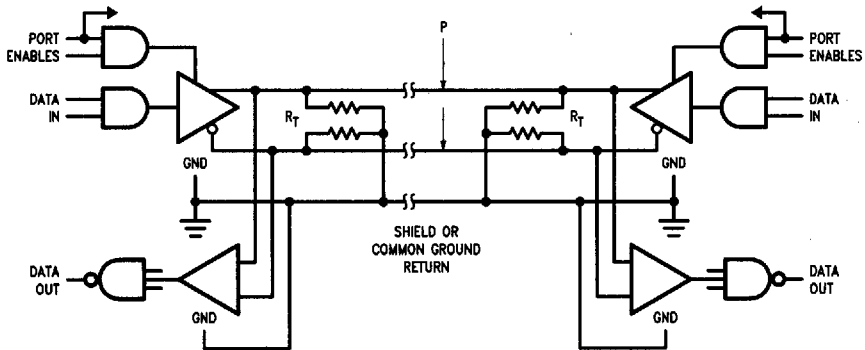 PORT
ENABLES
P
PORT
ENABLES
DATA
IN
RT
RT
DATA
IN
GND
GND
SHIELD OR
COMMON GROUND
RETURN
DATA
OUT
GND
GND
DATA
OUT